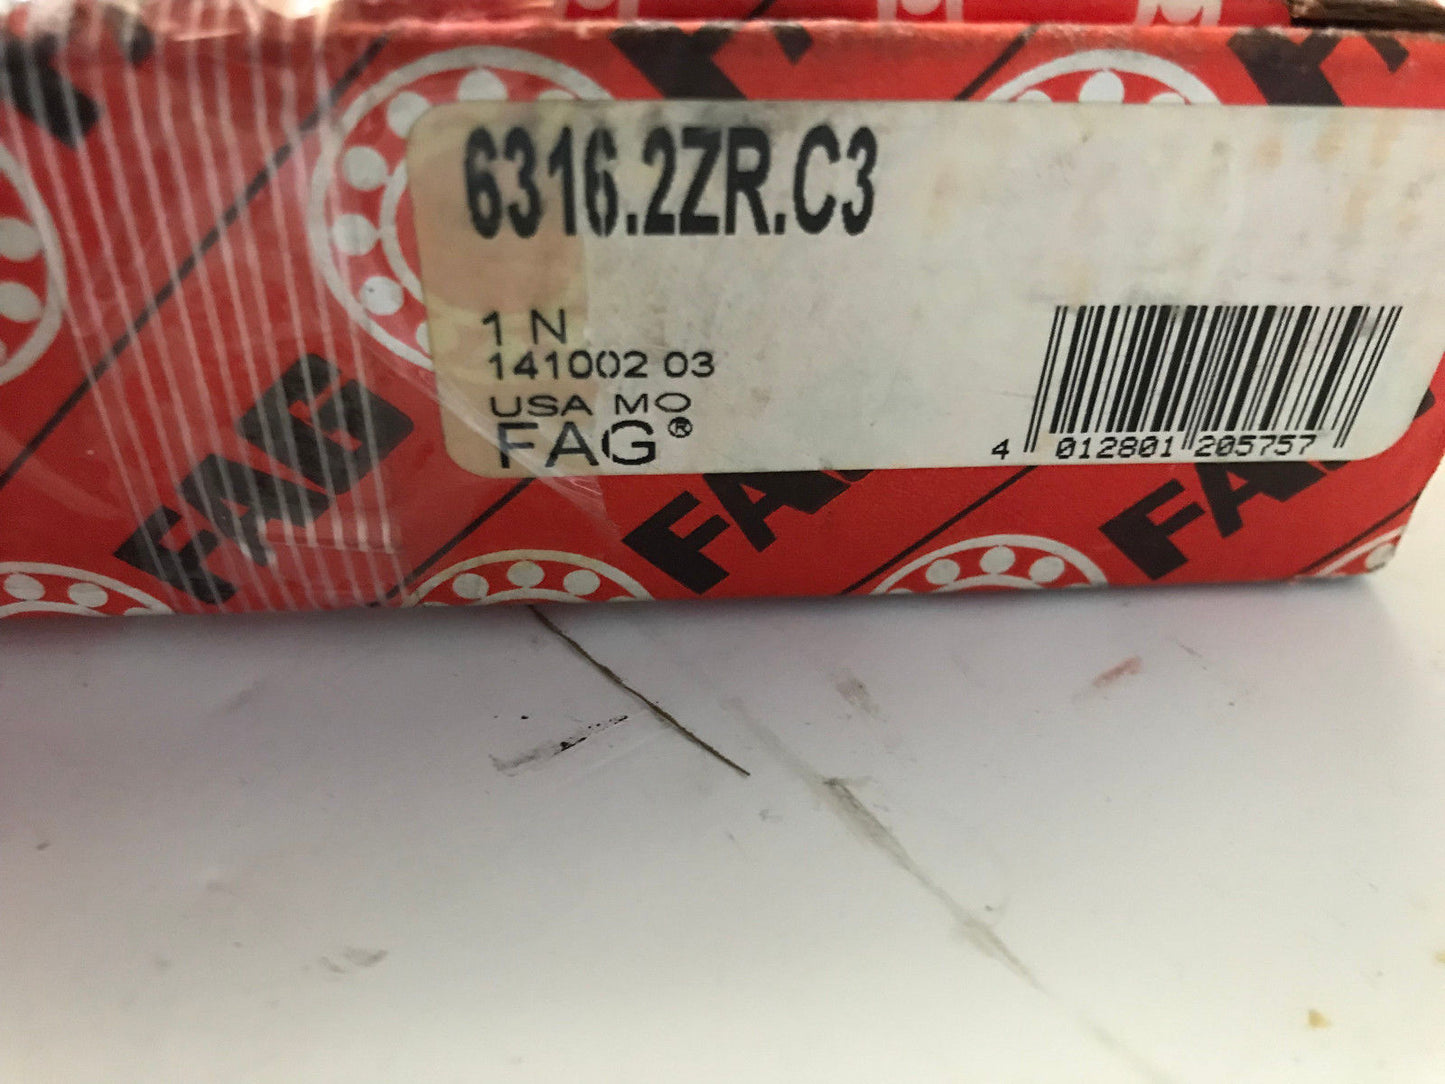 6316.2ZR.C3
1 N
141002 03
USA MO
FAG®
4 012801 205757
FAG
FAG
FAG